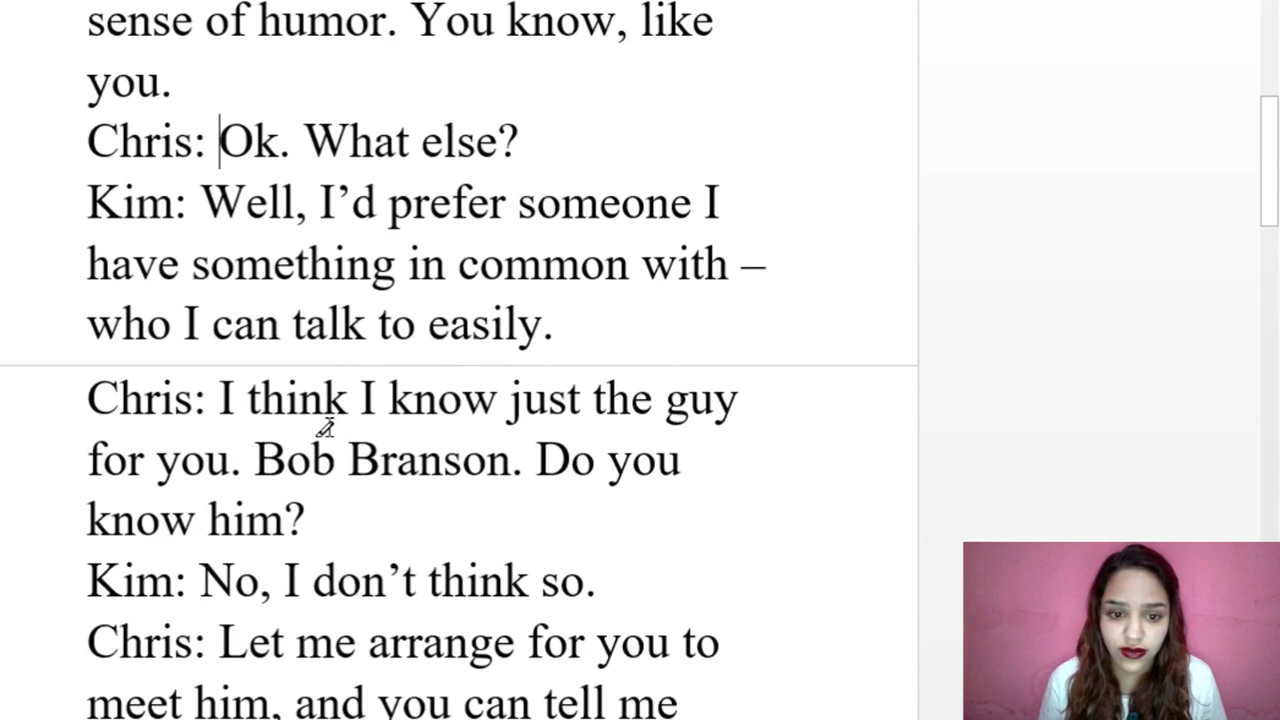 sense of humor. You know, like
you.
Chris: Ok. What else?
Kim: Well, I’d prefer someone I
have something in common with –
who I can talk to easily.
Chris: I think I know just the guy
for you. Bob Branson. Do you
know him?
Kim: No, I don’t think so.
Chris: Let me arrange for you to
meet him, and you can tell me